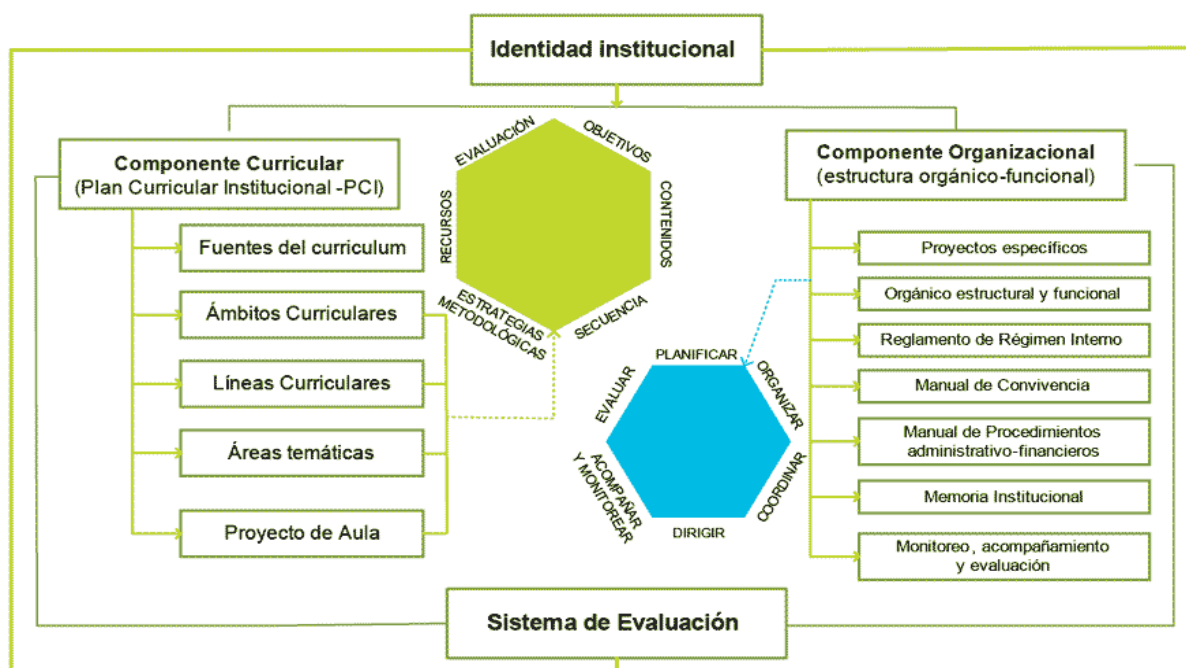 Identidad institucional
Componente Curricular
(Plan Curricular Institucional -PCI)
Fuentes del curriculum
Ámbitos Curriculares
Líneas Curriculares
Áreas temáticas
Proyecto de Aula
EVALUACIÓN
OBJETIVOS
CONTENIDOS
SECUENCIA
ESTRATEGIAS
METODOLÓGICAS
RECURSOS
PLANIFICAR
ORGANIZAR
COORDINAR
DIRIGIR
ACOMPAÑAR
Y MONITOREAR
EVALUAR
Componente Organizacional
(estructura orgánico-funcional)
Proyectos específicos
Orgánico estructural y funcional
Reglamento de Régimen Interno
Manual de Convivencia
Manual de Procedimientos
administrativo-financieros
Memoria Institucional
Monitoreo, acompañamiento
y evaluación
Sistema de Evaluación